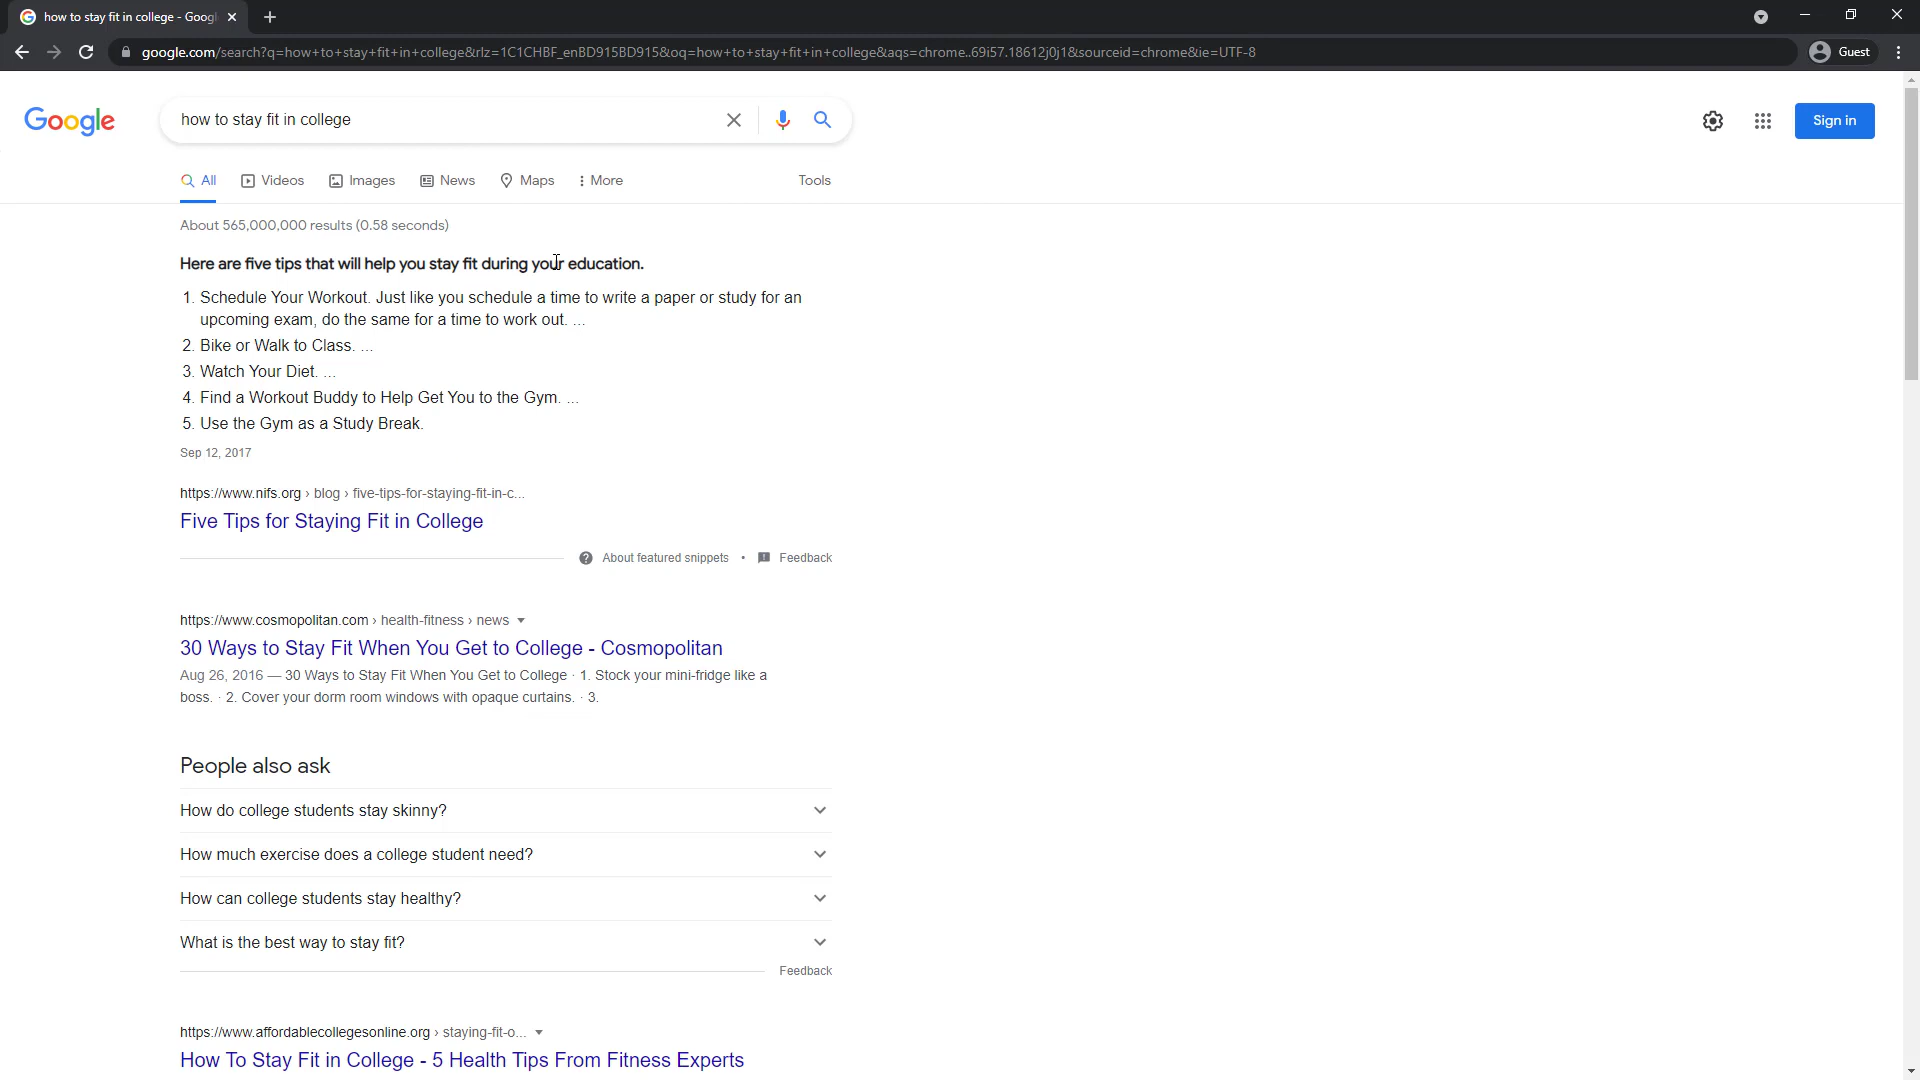 how to stay fit in college - Googl
google.com/search?q=how+to+stay+fit+in+college&rlz=1C1CHBF_enBD915BD915&oq=how+to+stay+fit+in+college&aqs=chrome..69i57.18612j0j1&sourceid=chrome&ie=UTF-8
Guest
Google
how to stay fit in college
Sign in
All
Videos
Images
News
Maps
More
Tools
About 565,000,000 results (0.58 seconds)
Here are five tips that will help you stay fit during your education.
1. Schedule Your Workout. Just like you schedule a time to write a paper or study for an
upcoming exam, do the same for a time to work out. ...
2. Bike or Walk to Class. ...
3. Watch Your Diet. ...
4. Find a Workout Buddy to Help Get You to the Gym. ...
5. Use the Gym as a Study Break.
Sep 12, 2017
https://www.nifs.org › blog › five-tips-for-staying-fit-in-c...
Five Tips for Staying Fit in College
About featured snippets • Feedback
https://www.cosmopolitan.com › health-fitness › news
30 Ways to Stay Fit When You Get to College - Cosmopolitan
Aug 26, 2016 — 30 Ways to Stay Fit When You Get to College · 1. Stock your mini-fridge like a
boss. · 2. Cover your dorm room windows with opaque curtains. · 3.
People also ask
How do college students stay skinny?
How much exercise does a college student need?
How can college students stay healthy?
What is the best way to stay fit?
Feedback
https://www.affordablecollegesonline.org › staying-fit-o...
How To Stay Fit in College - 5 Health Tips From Fitness Experts